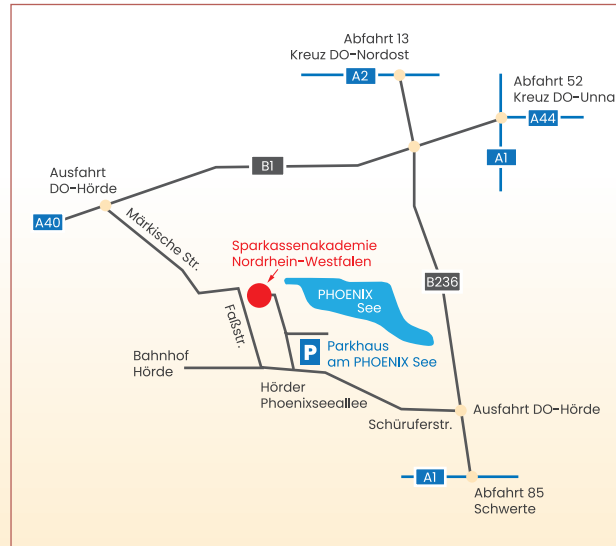 Abfahrt 13
Kreuz DO-Nordost
A2
Abfahrt 52
Kreuz DO-Unna
A44
A1
B1
Ausfahrt
DO-Hörde
A40
Märkische Str.
Sparkassenakademie
Nordrhein-Westfalen
PHOENIX
See
B236
Faßstr.
P
Parkhaus
am PHOENIX See
Bahnhof
Hörde
Hörder
Phoenixseeallee
Schüruferstr.
Ausfahrt DO-Hörde
A1
Abfahrt 85
Schwerte